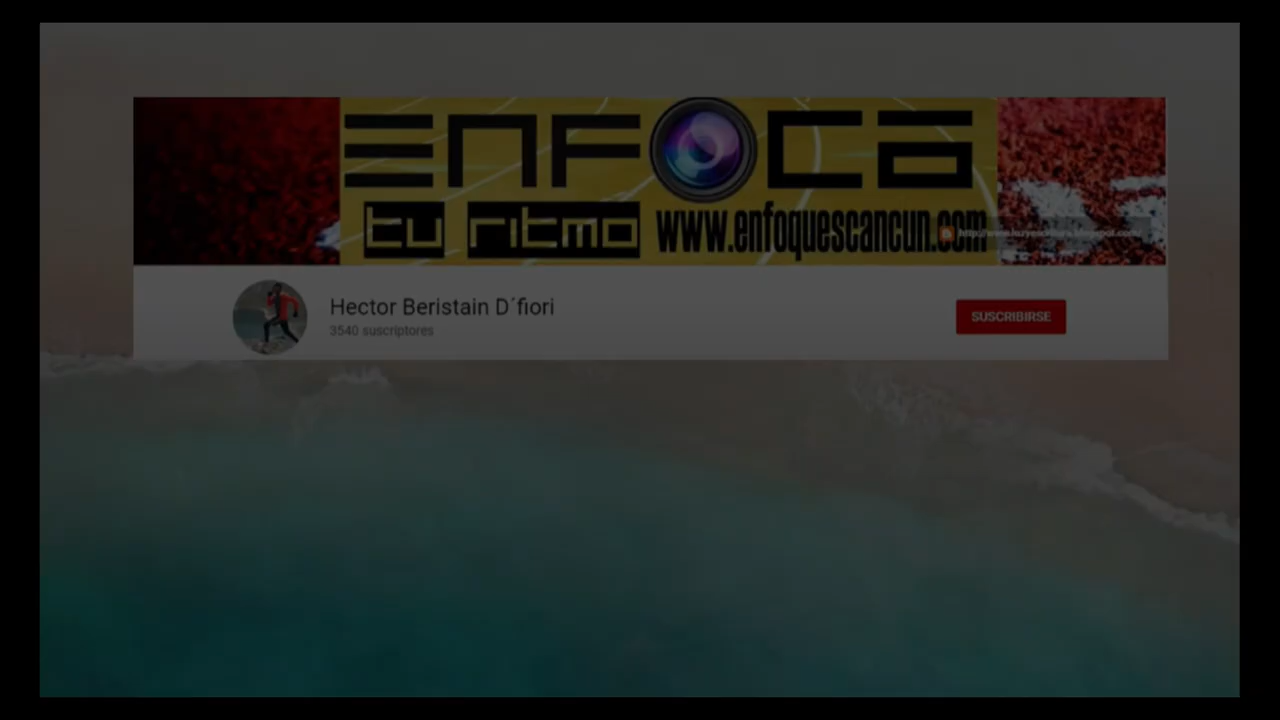 ENFOCA
tu ritmo www.enfoquescancun.com
Hector Beristain D´fiori
3540 suscriptores
SUSCRIBIRSE